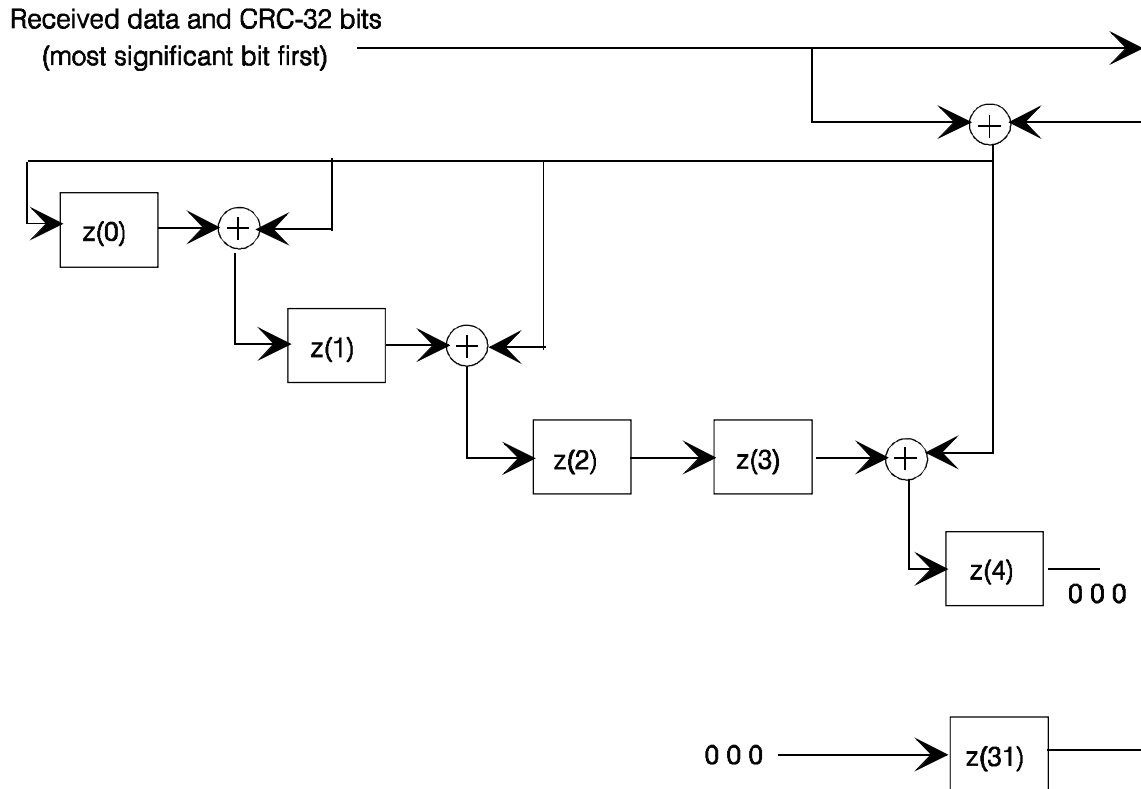 Received data and CRC-32 bits
(most significant bit first)
+
z(0)
+
z(1)
+
z(2)
z(3)
+
z(4)
0 0 0
0 0 0
z(31)